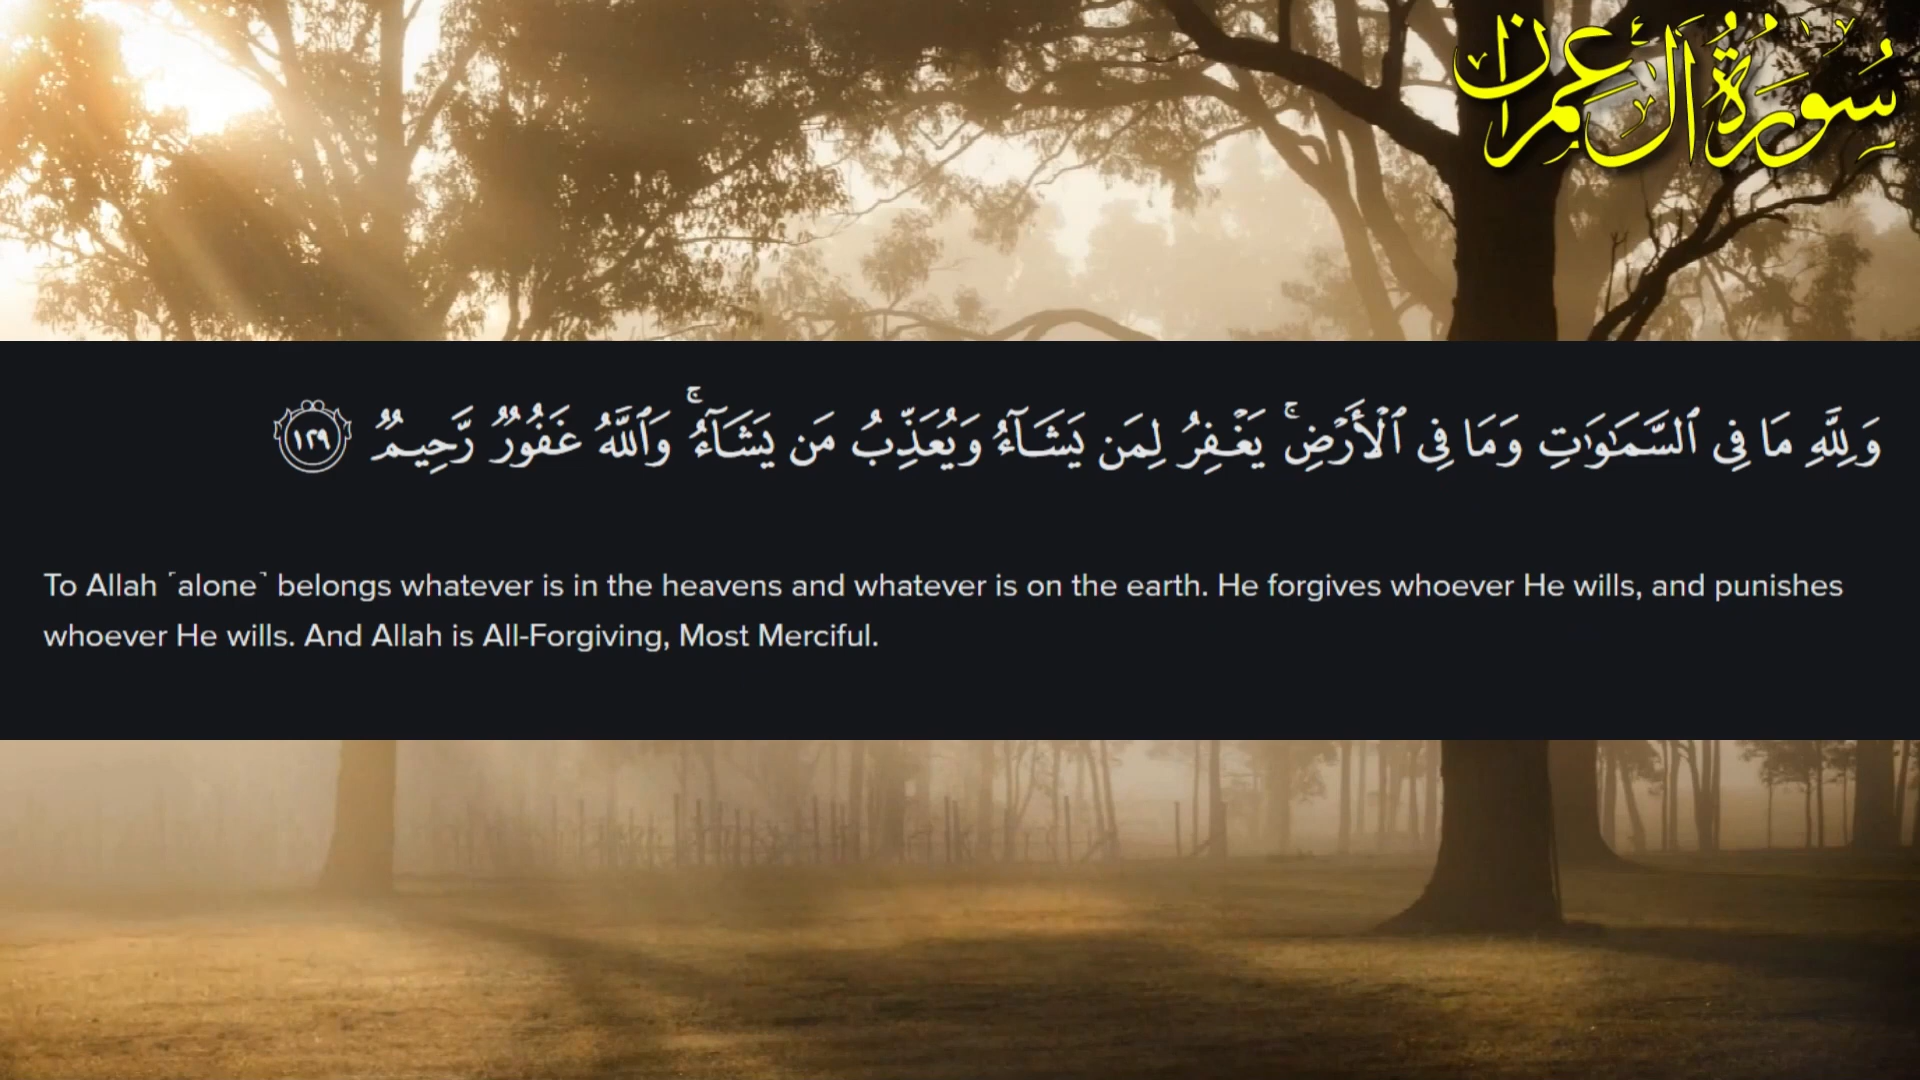 سُورَةُ آلِ عِمْرَان
وَلِلَّهِ مَا فِى ٱلسَّمَـٰوَٰتِ وَمَا فِى ٱلْأَرْضِ ۚ يَغْفِرُ لِمَن يَشَآءُ وَيُعَذِّبُ مَن يَشَآءُ ۚ وَٱللَّهُ غَفُورٌ رَّحِيمٌ ١٢٩
To Allah ˹alone˺ belongs whatever is in the heavens and whatever is on the earth. He forgives whoever He wills, and punishes
whoever He wills. And Allah is All-Forgiving, Most Merciful.